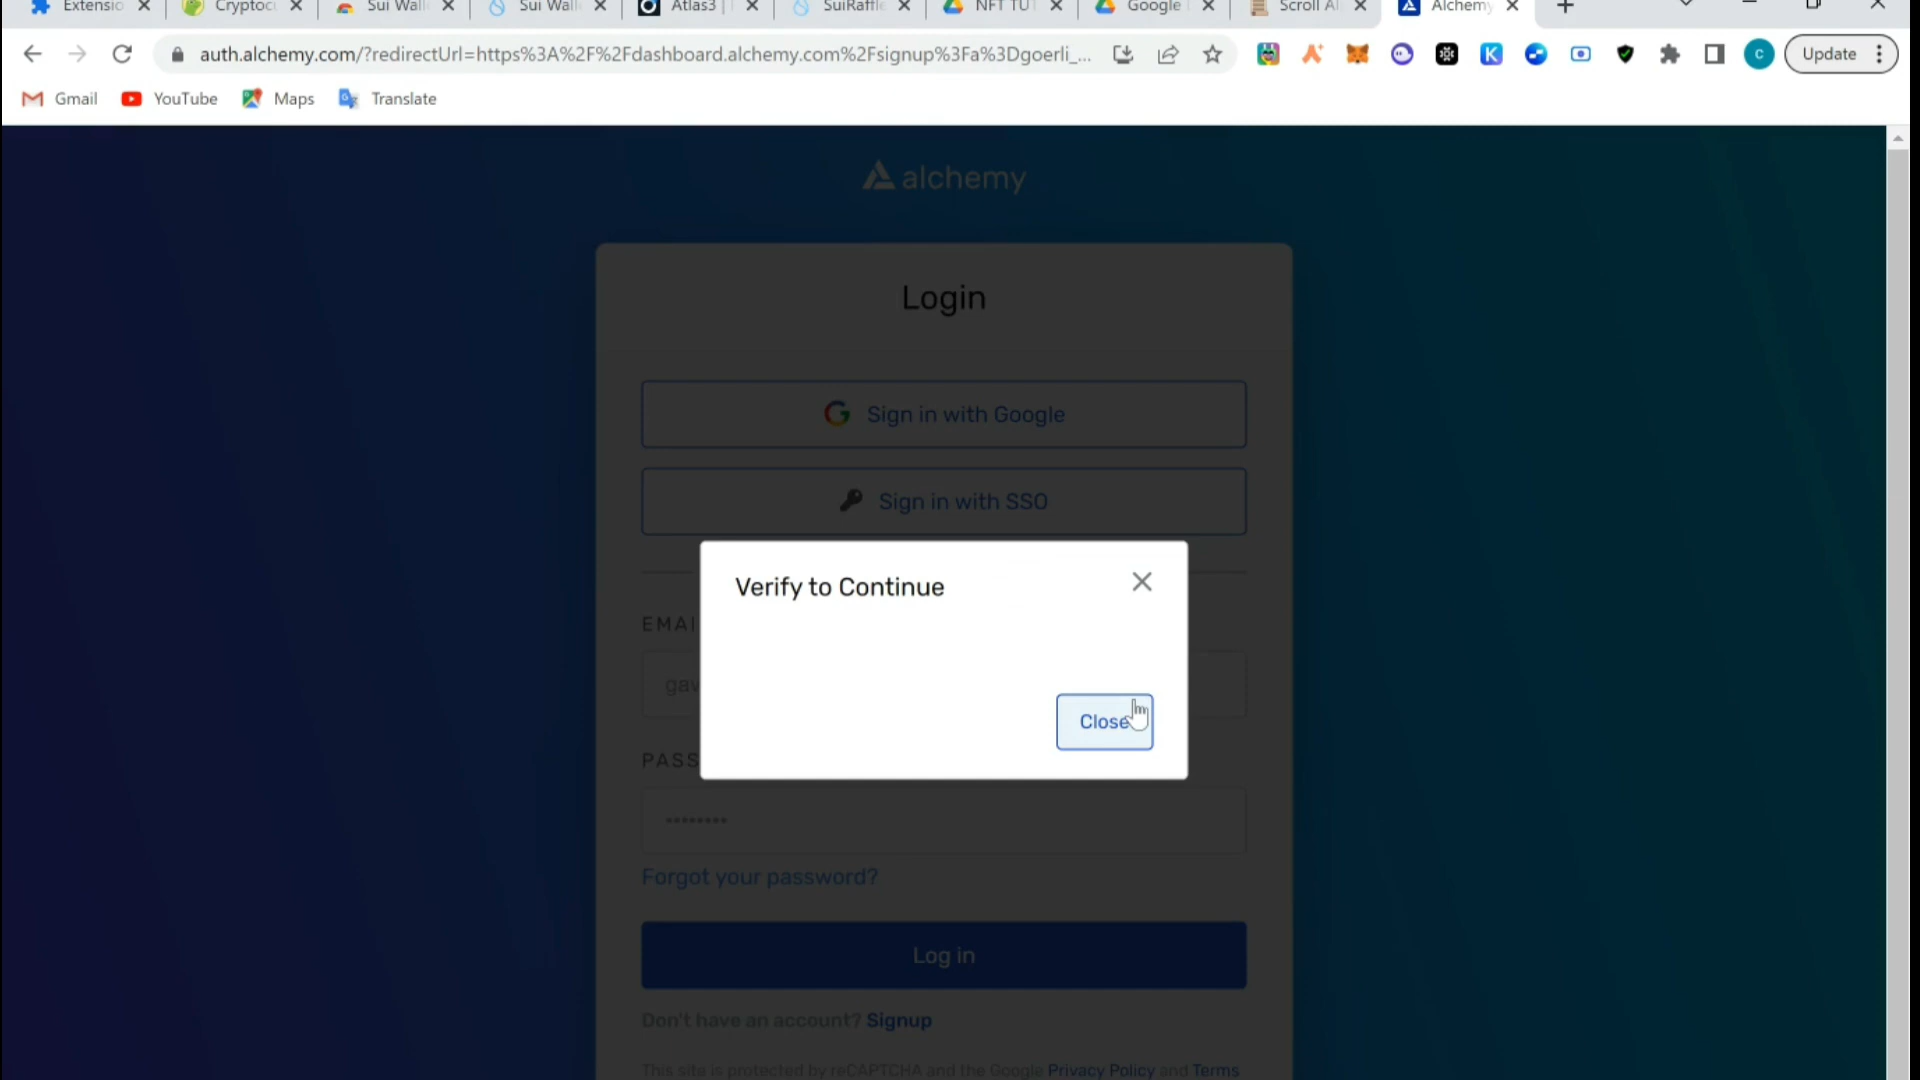 Extensio Cryptoc Sui Wall Sui Wall Atlas3 | SuiRaffle NFT TUT Google Scroll Al Alchemy
auth.alchemy.com/?redirectUrl=https%3A%2F%2Fdashboard.alchemy.com%2Fsignup%3Fa%3Dgoerli_... C Update
Gmail YouTube Maps Translate
alchemy
Login
Sign in with Google
Sign in with SSO
Verify to Continue
EMAI
gav
Close
PASS
••••••••
Forgot your password?
Log in
Don't have an account? Signup
This site is protected by reCAPTCHA and the Google Privacy Policy and Terms